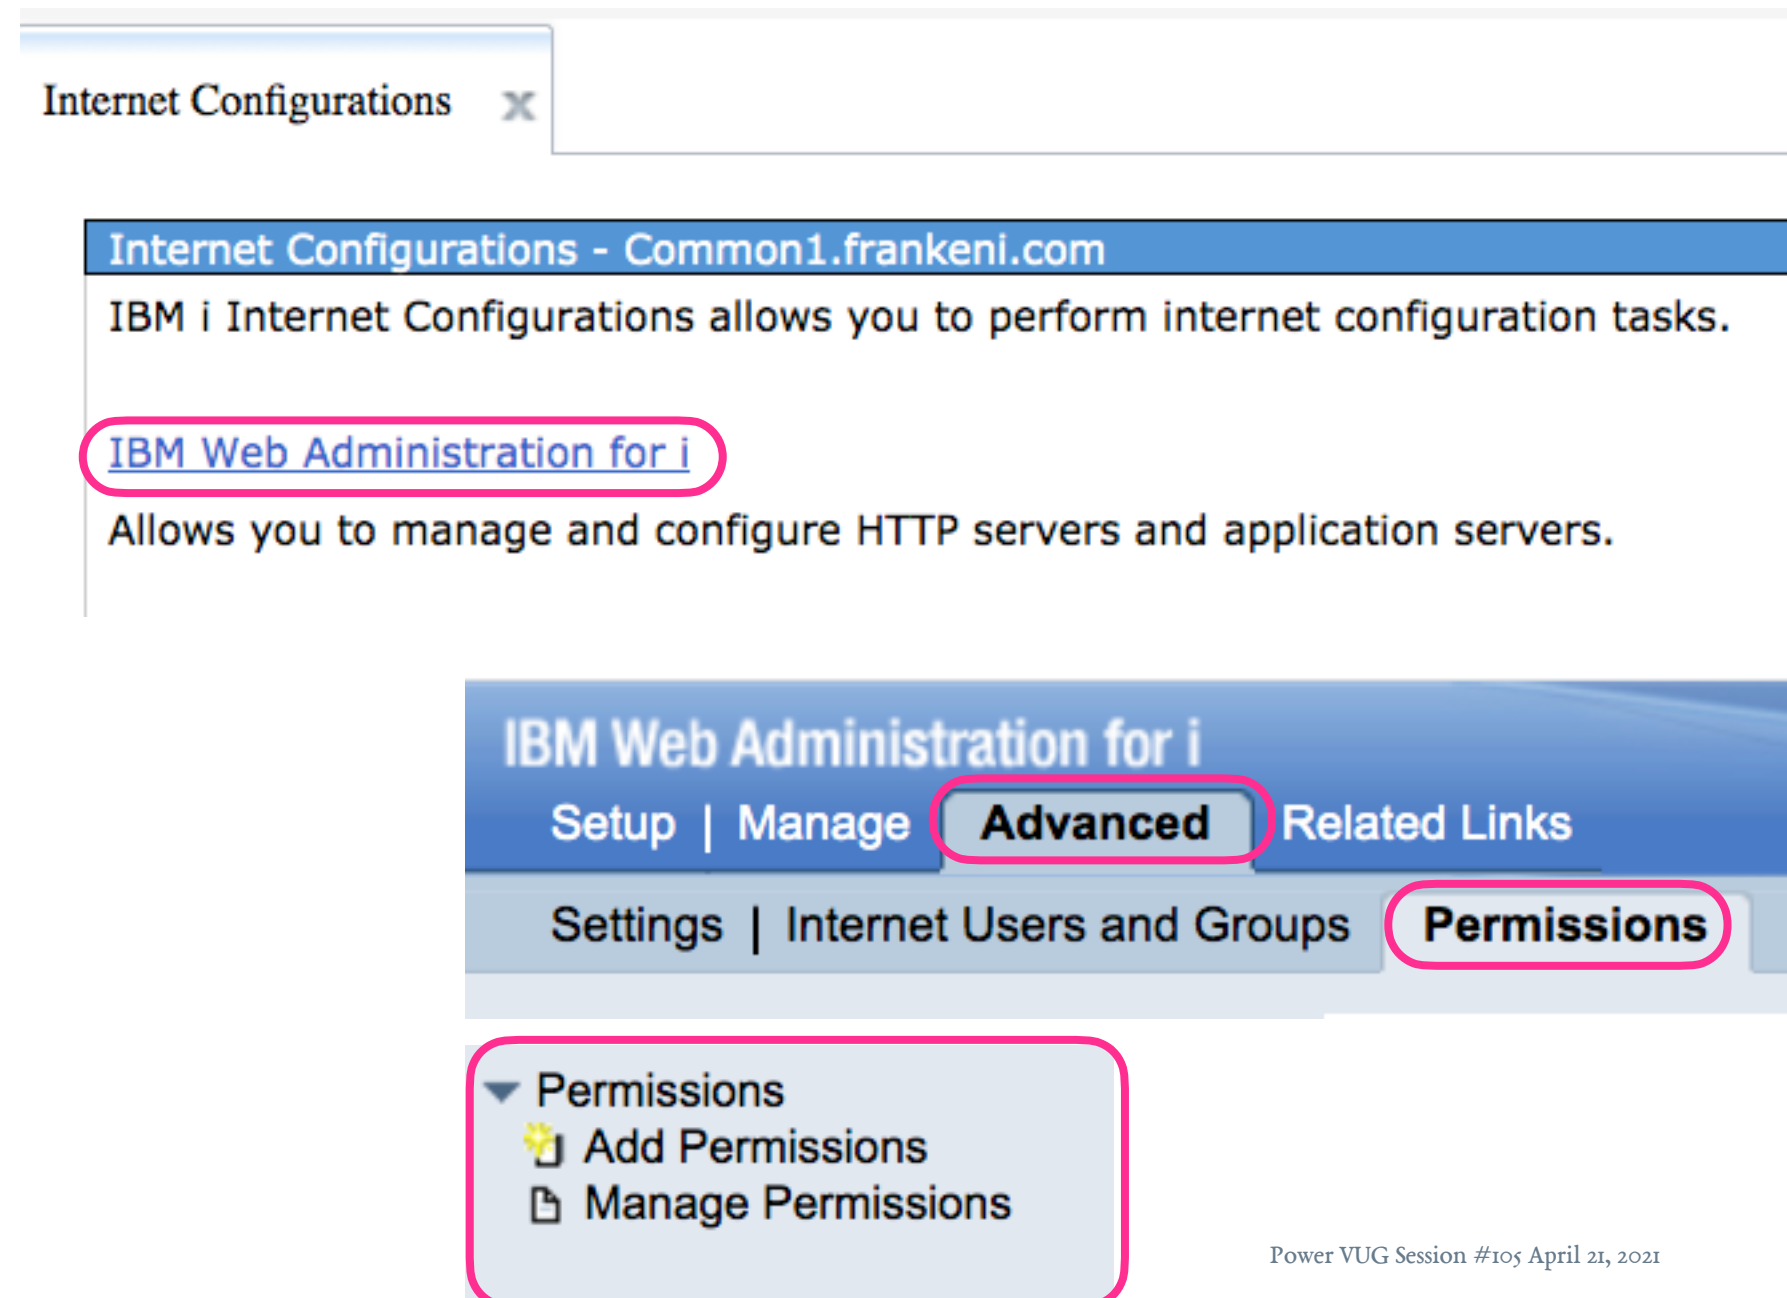 Internet Configurations
Internet Configurations - Common1.frankeni.com
IBM i Internet Configurations allows you to perform internet configuration tasks.
IBM Web Administration for i
Allows you to manage and configure HTTP servers and application servers.
IBM Web Administration for i
Setup | Manage Advanced Related Links
Settings | Internet Users and Groups Permissions
Permissions
Add Permissions
Manage Permissions
Power VUG Session #105 April 21, 2021